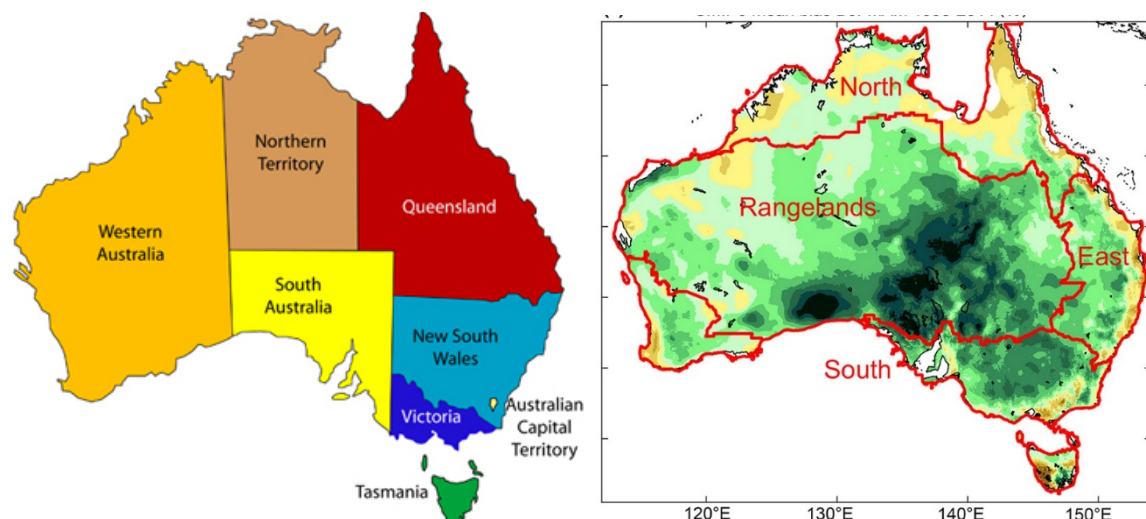 Northern
Territory
Western
Australia
Queensland
South
Australia
New South
Wales
Victoria
Australian
Capital
Territory
Tasmania
North
Rangelands
East
South
120°E
130°E
140°E
150°E